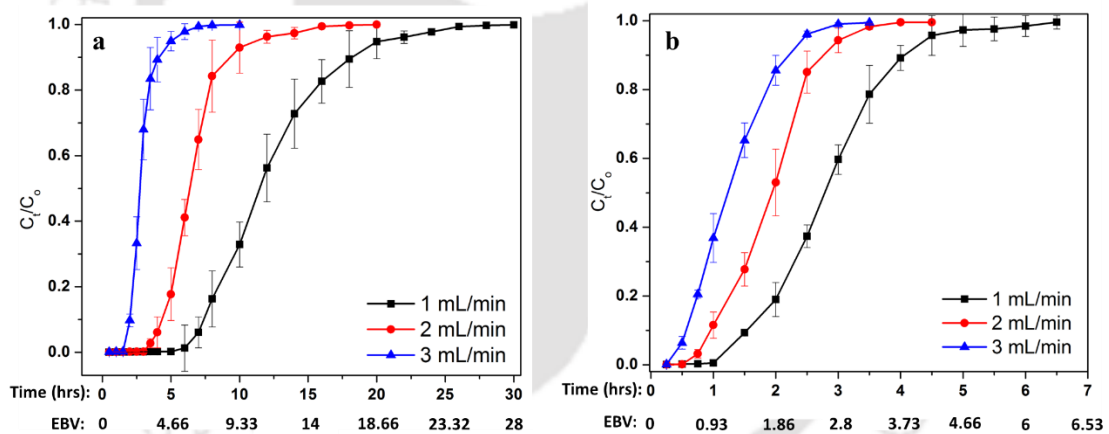 a
C_t/C_o
1.0
0.8
0.6
0.4
0.2
0.0
1 mL/min
2 mL/min
3 mL/min
Time (hrs): 0 5 10 15 20 25 30
EBV: 0 4.66 9.33 14 18.66 23.32 28
b
C_t/C_o
1.0
0.8
0.6
0.4
0.2
0.0
1 mL/min
2 mL/min
3 mL/min
Time (hrs): 0 1 2 3 4 5 6 7
EBV: 0 0.93 1.86 2.8 3.73 4.66 6 6.53